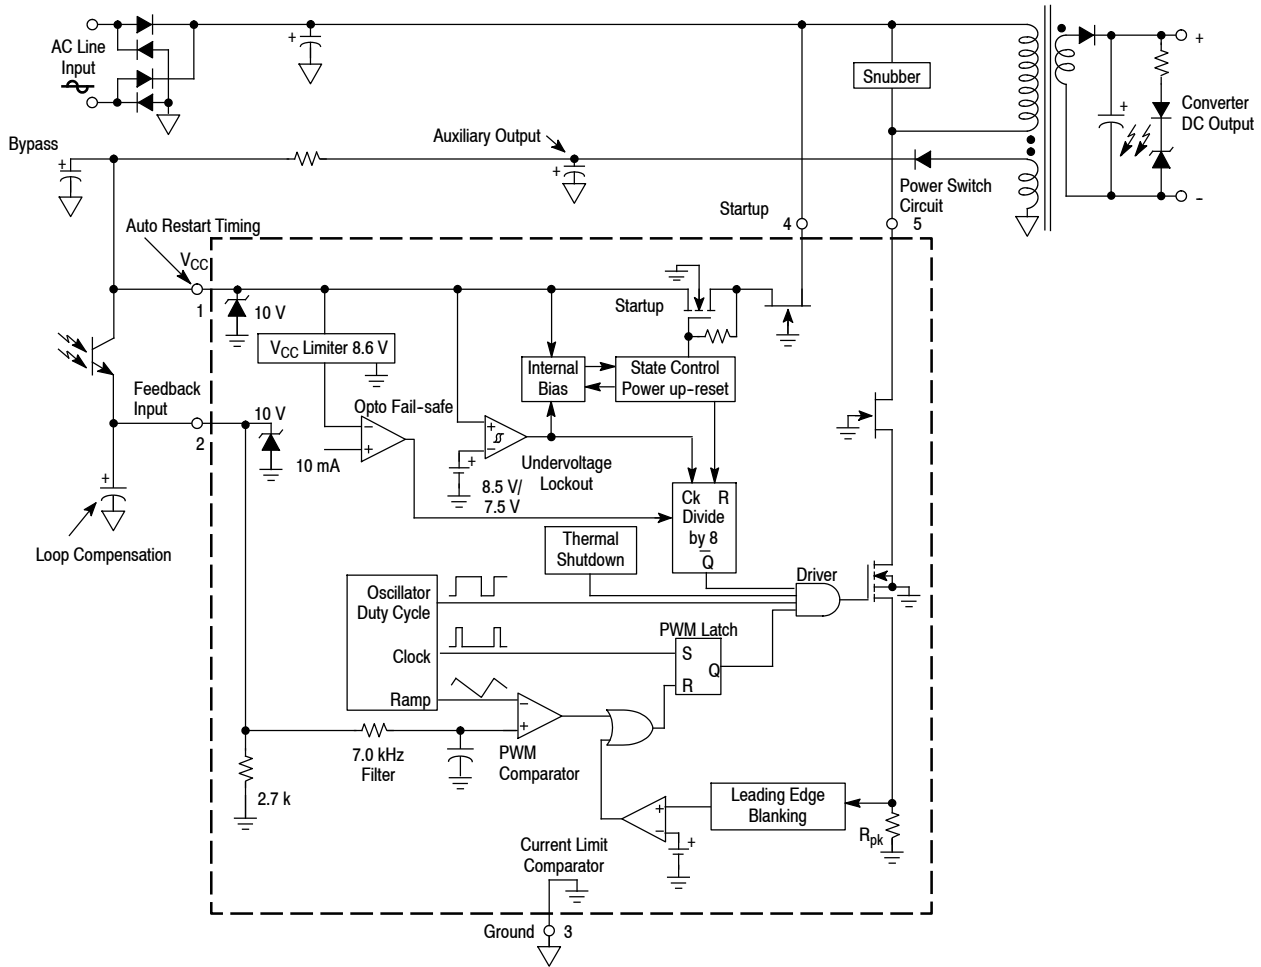 AC Line
Input
+
Snubber
+
+
Converter
DC Output
-
Bypass
+
Auxiliary Output
+
Power Switch
Circuit
Startup
4
5
Auto Restart Timing
VCC
1
10 V
Startup
VCC Limiter 8.6 V
Internal
Bias
State Control
Power up-reset
Feedback
Input
2
10 V
Opto Fail-safe
-
+
10 mA
+
-
+
8.5 V/
7.5 V
Undervoltage
Lockout
+
Loop Compensation
Ck R
Divide
by 8
Q
Thermal
Shutdown
Driver
Oscillator
Duty Cycle
Clock
Ramp
PWM Latch
S
Q
R
-
+
PWM
Comparator
7.0 kHz
Filter
2.7 k
Leading Edge
Blanking
+
-
+
Rpk
Current Limit
Comparator
Ground 3